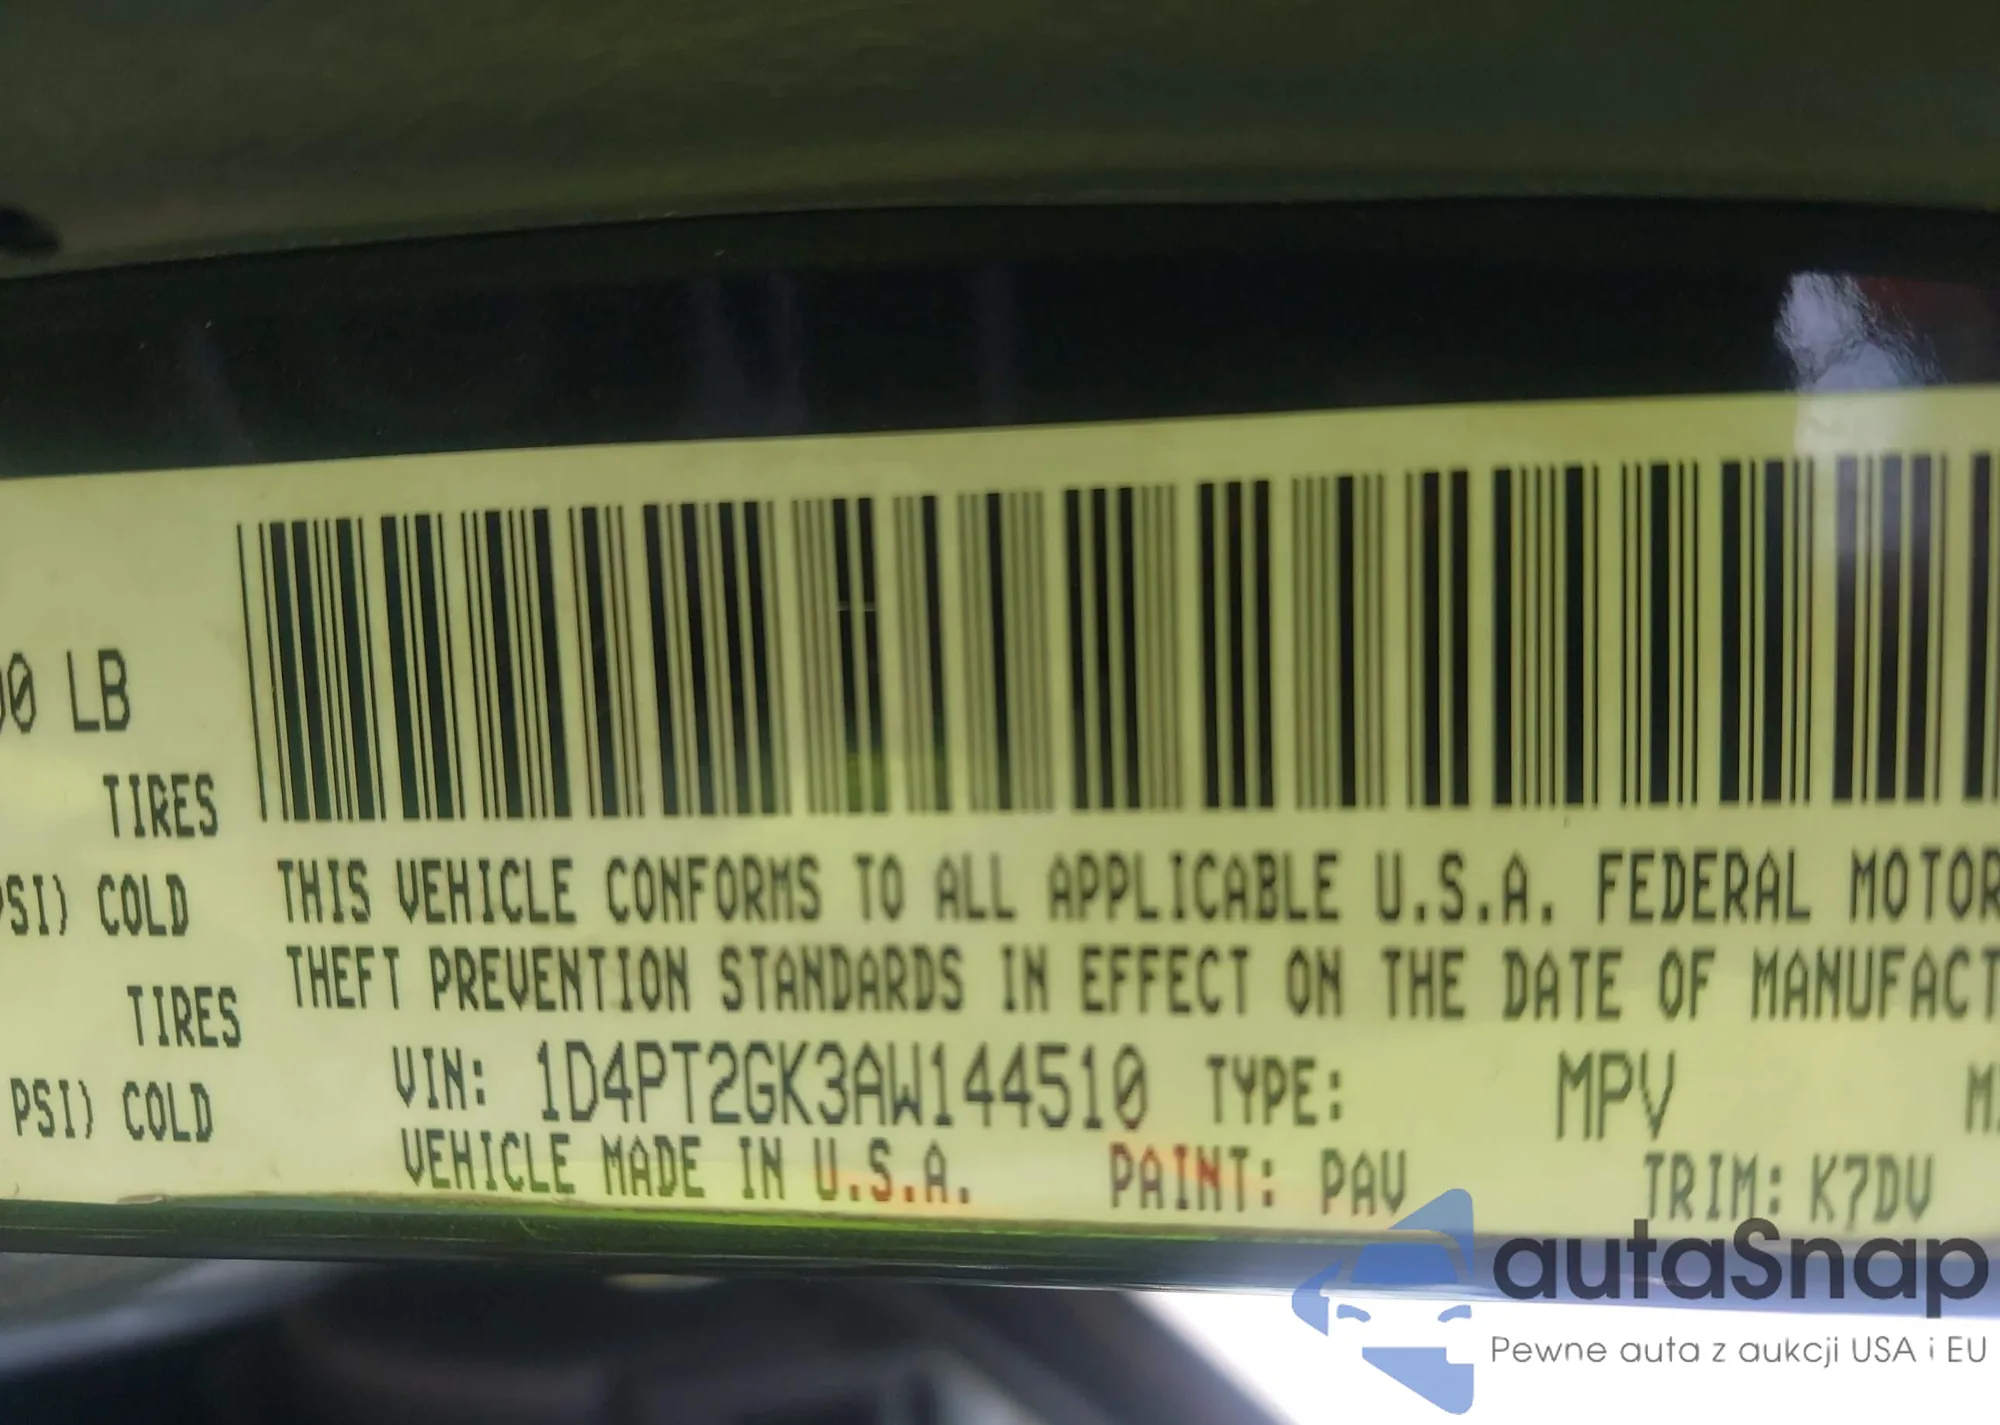 00 LB
TIRES
PSI) COLD
TIRES
PSI) COLD
THIS VEHICLE CONFORMS TO ALL APPLICABLE U.S.A. FEDERAL MOTOR
THEFT PREVENTION STANDARDS IN EFFECT ON THE DATE OF MANUFACT
VIN: 1D4PT2GK3AW144510 TYPE: MPV M
VEHICLE MADE IN U.S.A. PAINT: PAV TRIM: K7DV
autaSnap
Pewne auta z aukcji USA i EU